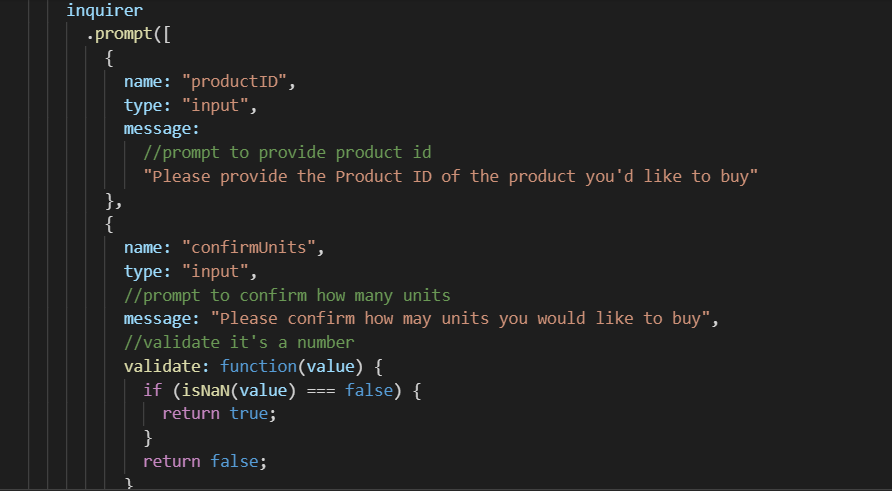 inquirer
.prompt([
{
name: "productID",
type: "input",
message:
//prompt to provide product id
"Please provide the Product ID of the product you'd like to buy"
},
{
name: "confirmUnits",
type: "input",
//prompt to confirm how many units
message: "Please confirm how may units you would like to buy",
//validate it's a number
validate: function(value) {
if (isNaN(value) === false) {
return true;
}
return false;
}